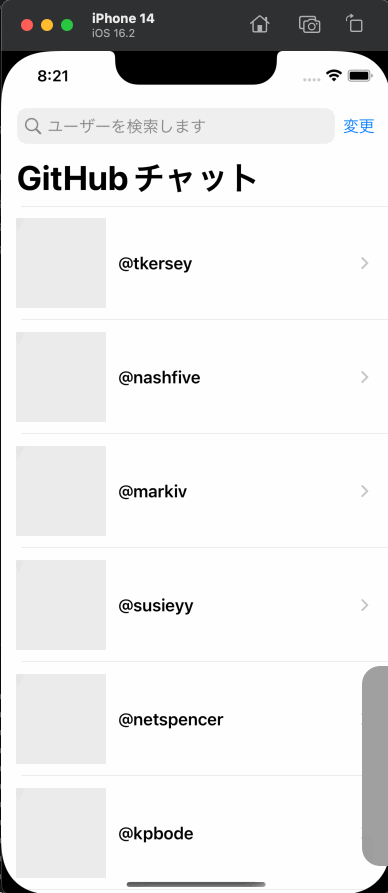 iPhone 14
iOS 16.2
8:21
ユーザーを検索します
変更
GitHub チャット
@tkersey
@nashfive
@markiv
@susieyy
@netspencer
@kpbode